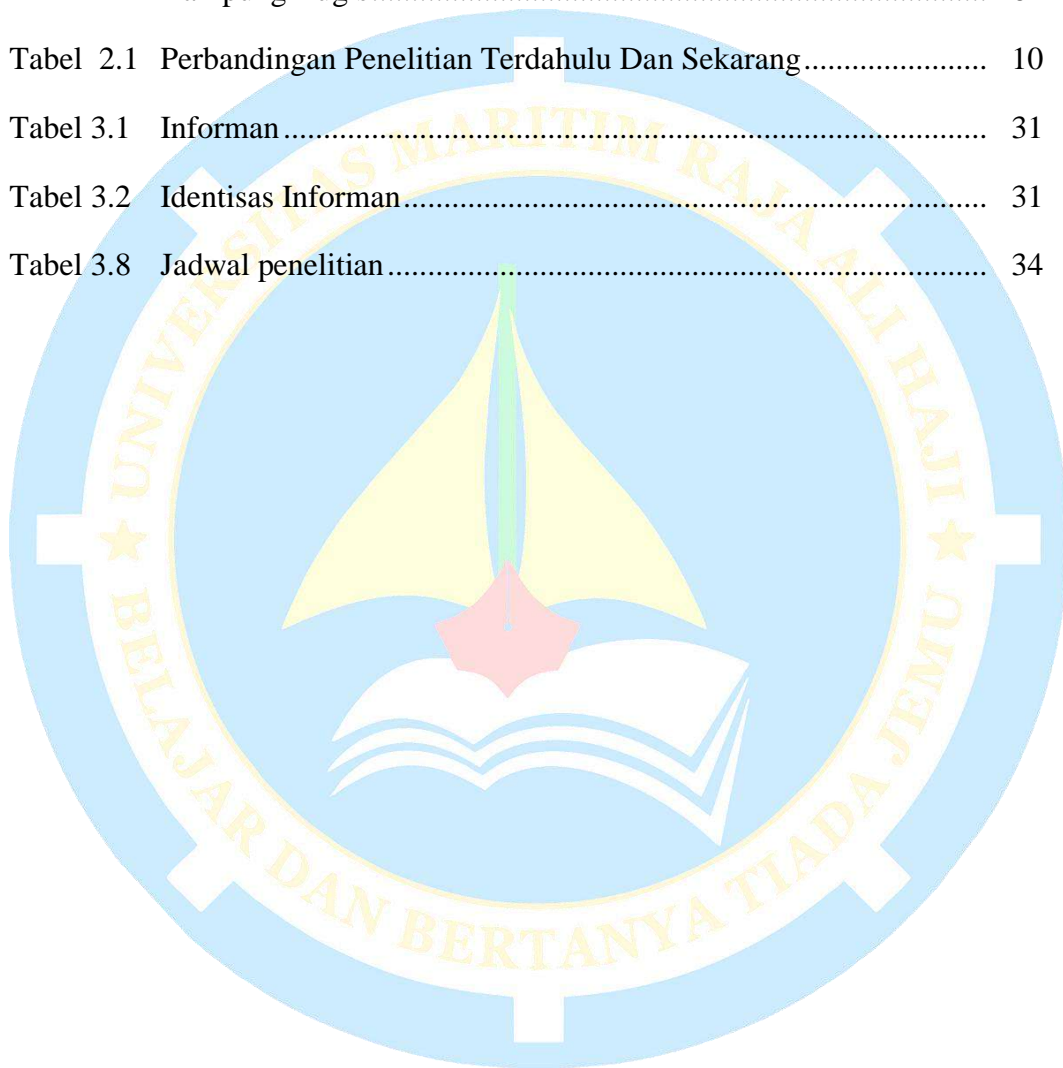 Tabel 2.1 Perbandingan Penelitian Terdahulu Dan Sekarang....................... 10
Tabel 3.1 Informan........................................................................................ 31
Tabel 3.2 Identisas Informan......................................................................... 31
Tabel 3.8 Jadwal penelitian........................................................................... 34
UNIVERSITAS MARITIM RAJA ALI HAJI
BELAJAR DAN BERTANYA TIADA JEMU